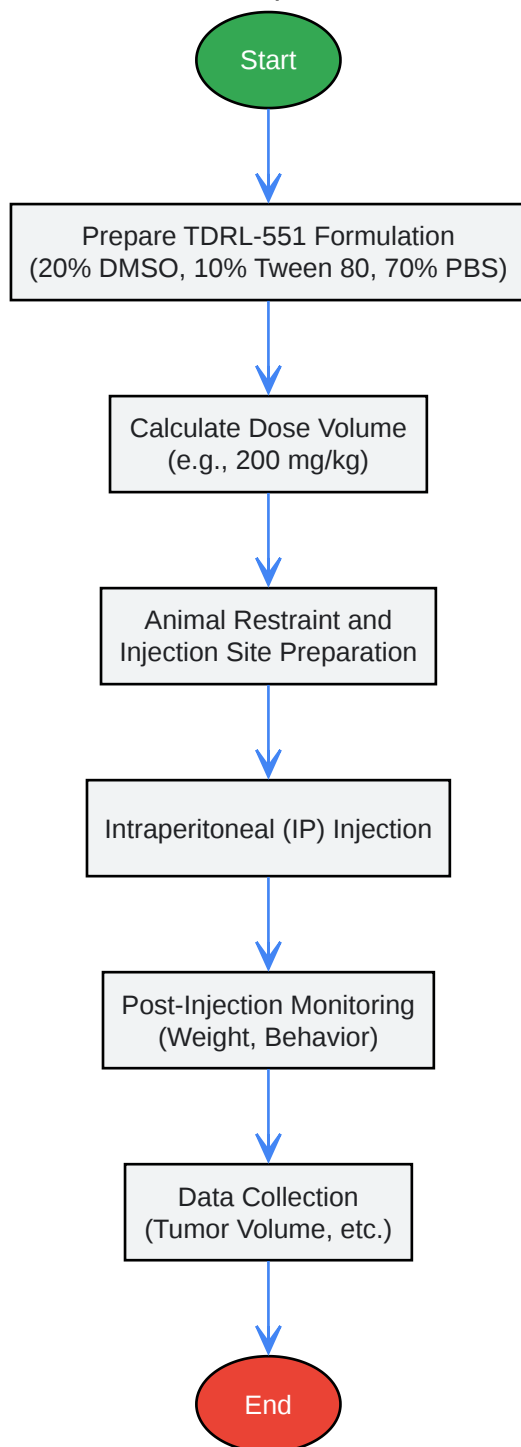 Start
Prepare TDRL-551 Formulation
(20% DMSO, 10% Tween 80, 70% PBS)
Calculate Dose Volume
(e.g., 200 mg/kg)
Animal Restraint and
Injection Site Preparation
Intraperitoneal (IP) Injection
Post-Injection Monitoring
(Weight, Behavior)
Data Collection
(Tumor Volume, etc.)
End